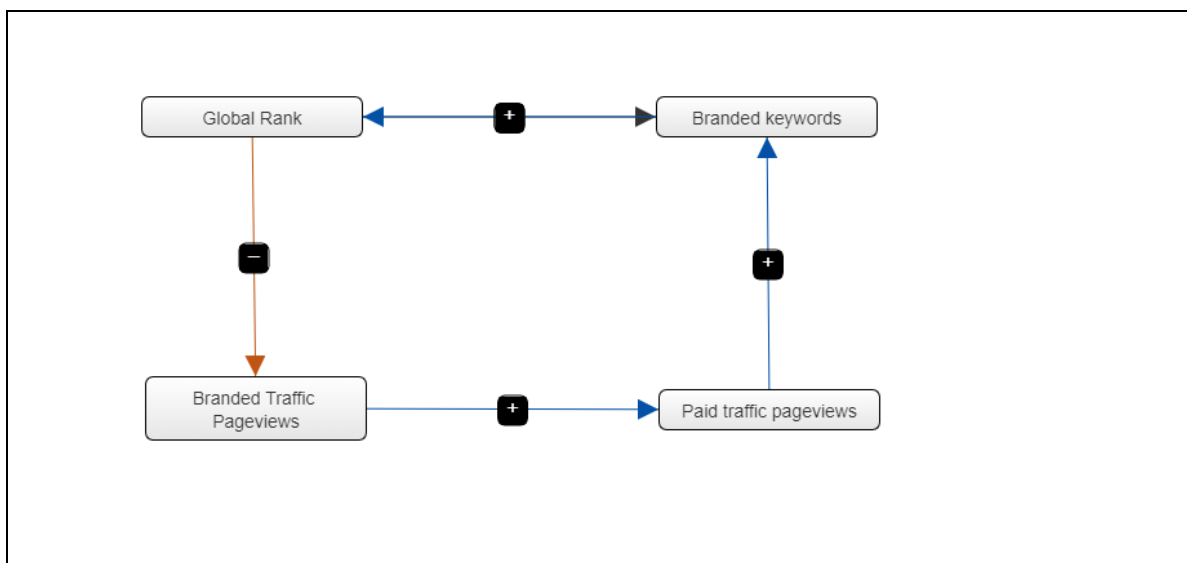 Global Rank
+
Branded keywords
−
+
Branded Traffic
Pageviews
+
Paid traffic pageviews